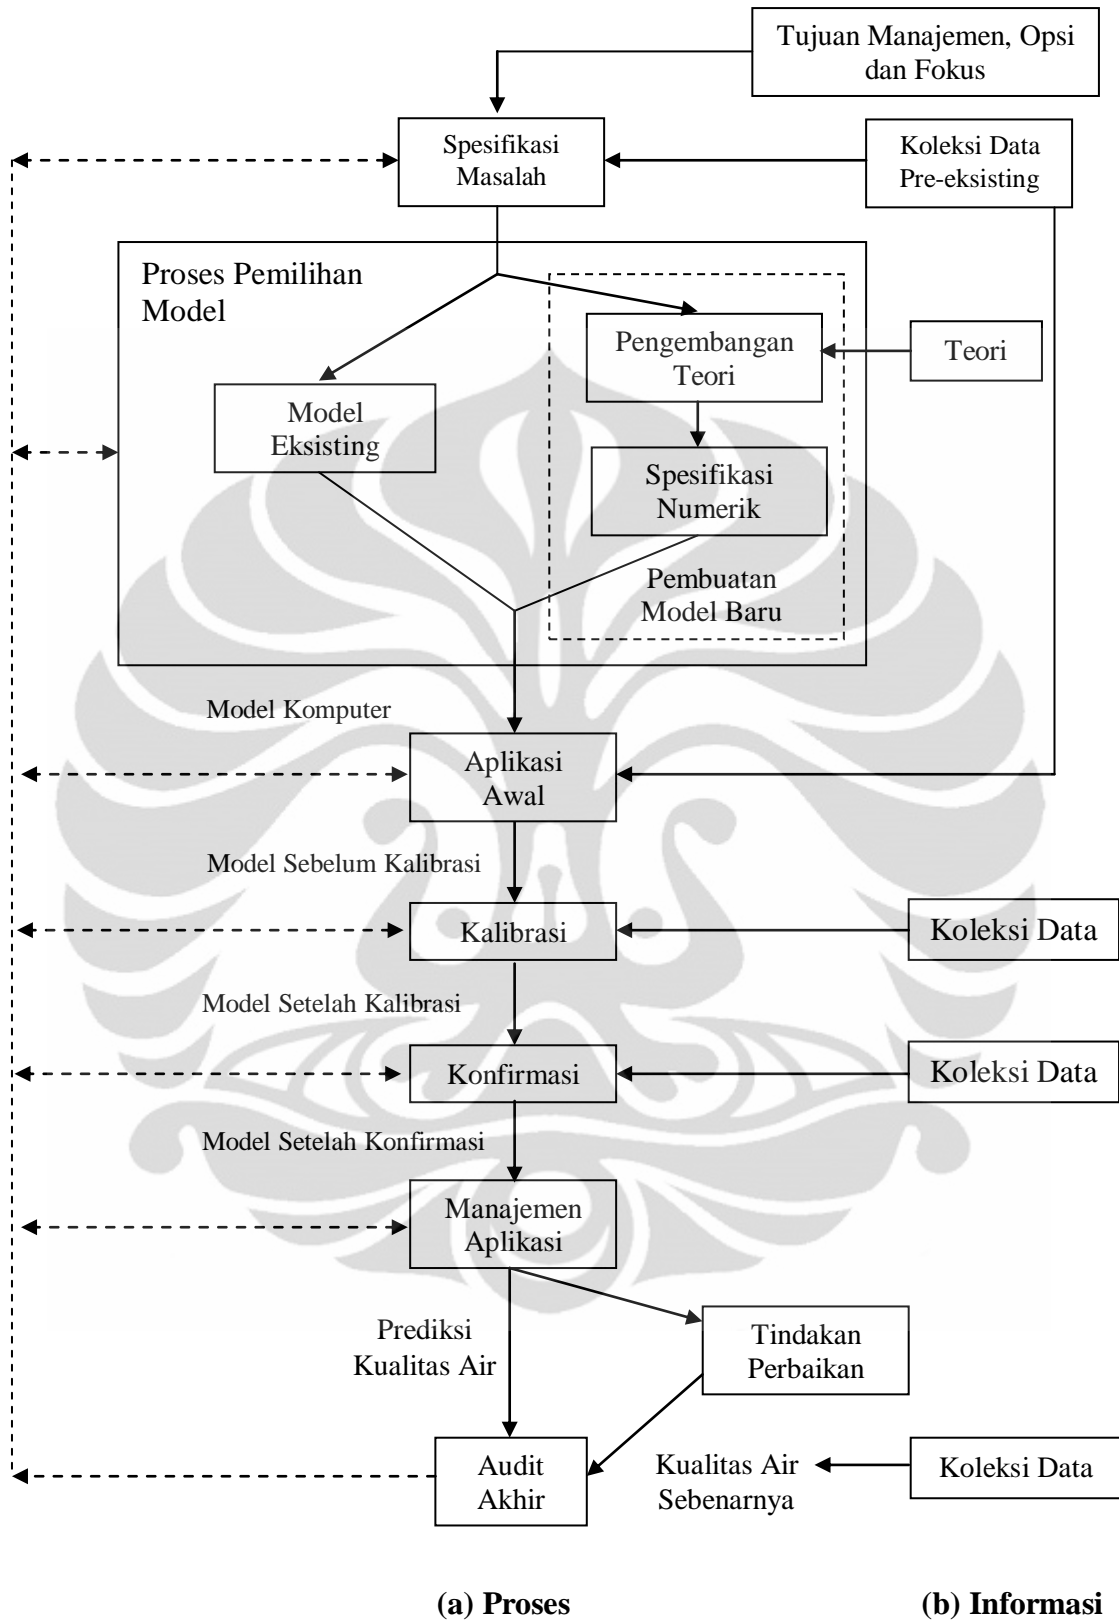 Tujuan Manajemen, Opsi
dan Fokus
Spesifikasi
Masalah
Koleksi Data
Pre-eksisting
Proses Pemilihan
Model
Pengembangan
Teori
Teori
Model
Eksisting
Spesifikasi
Numerik
Pembuatan
Model Baru
Model Komputer
Aplikasi
Awal
Model Sebelum Kalibrasi
Kalibrasi
Koleksi Data
Model Setelah Kalibrasi
Konfirmasi
Koleksi Data
Model Setelah Konfirmasi
Manajemen
Aplikasi
Prediksi
Kualitas Air
Tindakan
Perbaikan
Audit
Akhir
Kualitas Air
Sebenarnya
Koleksi Data
(a) Proses
(b) Informasi